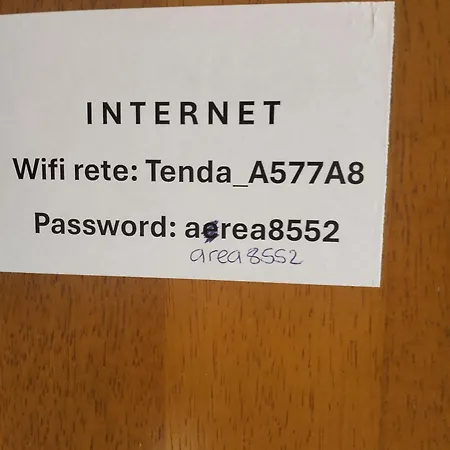 INTERNET
Wifi rete: Tenda_A577A8
Password: aerea8552
area8552